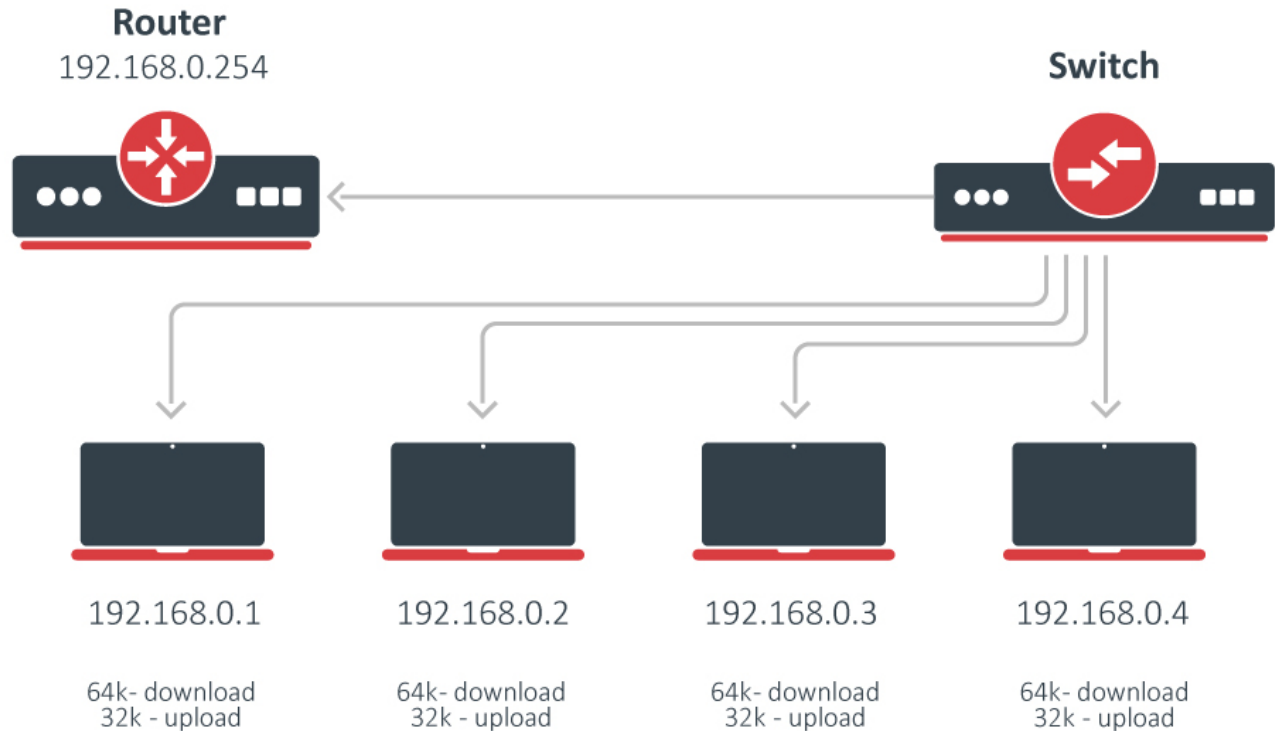 Router
192.168.0.254
Switch
192.168.0.1
192.168.0.2
192.168.0.3
192.168.0.4
64k- download
32k - upload
64k- download
32k - upload
64k- download
32k - upload
64k- download
32k - upload